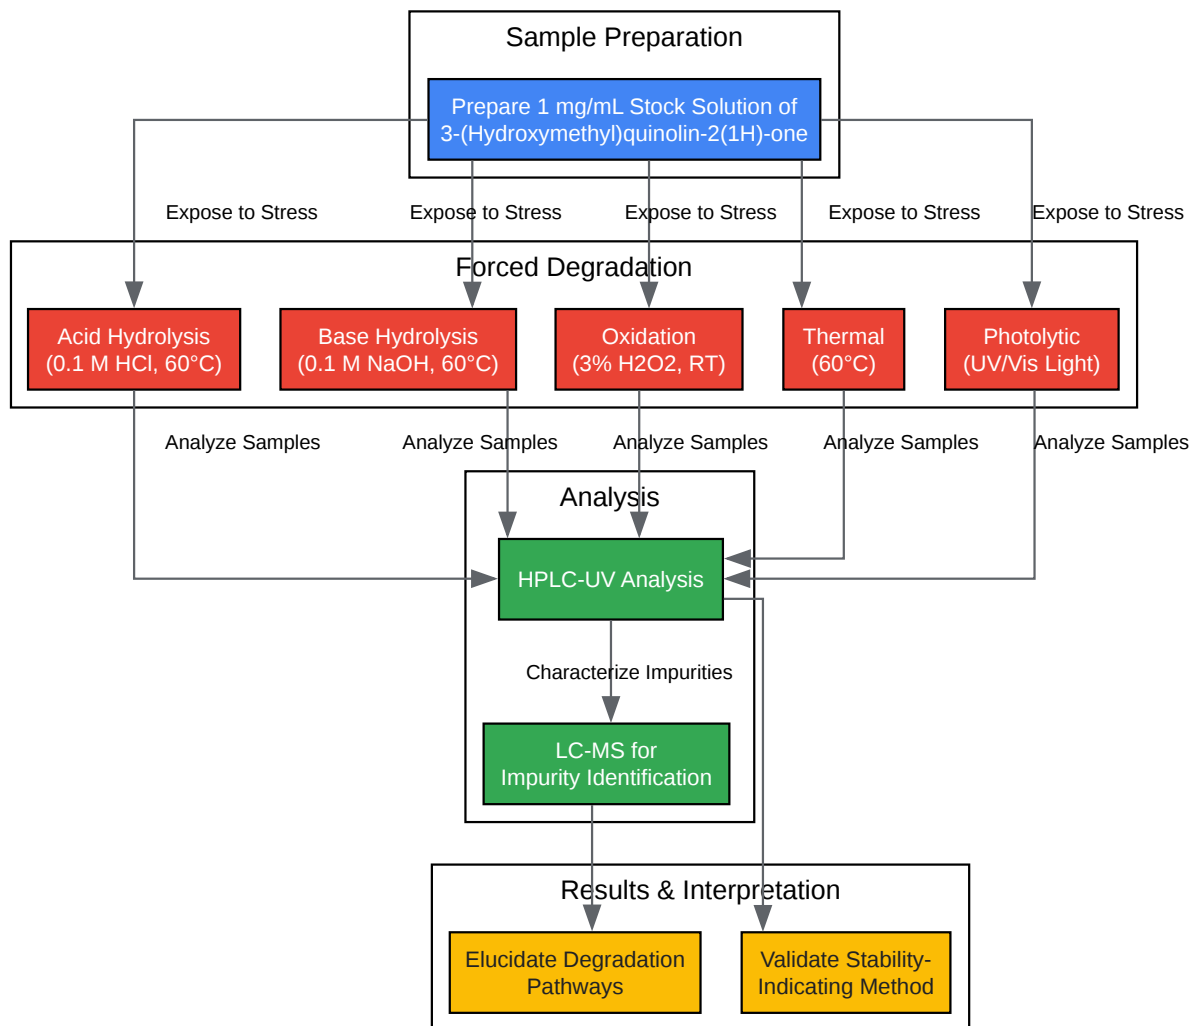 Sample Preparation
Prepare 1 mg/mL Stock Solution of
3-(Hydroxymethyl)quinolin-2(1H)-one
Expose to Stress
Expose to Stress
Expose to Stress
Expose to Stress
Expose to Stress
Forced Degradation
Acid Hydrolysis
(0.1 M HCl, 60°C)
Base Hydrolysis
(0.1 M NaOH, 60°C)
Oxidation
(3% H2O2, RT)
Thermal
(60°C)
Photolytic
(UV/Vis Light)
Analyze Samples
Analyze Samples
Analyze Samples
Analyze Samples
Analyze Samples
Analysis
HPLC-UV Analysis
Characterize Impurities
LC-MS for
Impurity Identification
Results & Interpretation
Elucidate Degradation
Pathways
Validate Stability-
Indicating Method